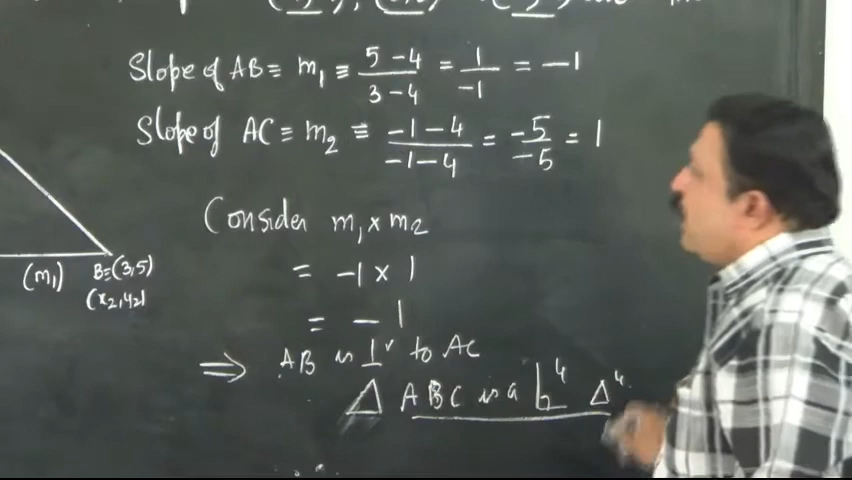 Slope of AB ≡ m₁ ≡ (5-4)/(3-4) = 1/-1 = -1
Slope of AC ≡ m₂ ≡ (-1-4)/(-1-4) = -5/-5 = 1
Consider m₁ x m₂
= -1 x 1
(m₁) B=(3,5)
(x₂,y₂)
= -1
⇒ AB is ⊥r to AC
Δ ABC is a